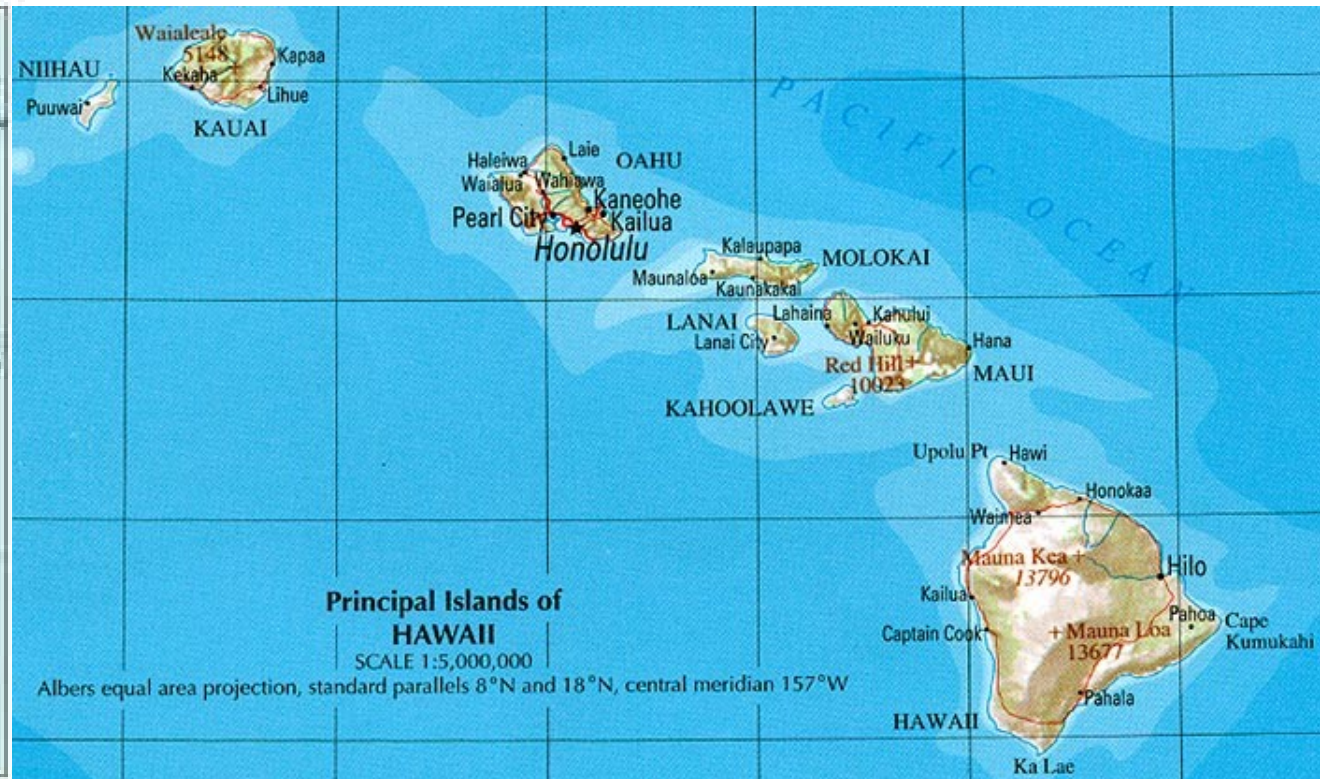 Waialeale
5148
Kapaa
NIIHAU
Kekaha
Lihue
Puuwai
KAUAI
Laie
OAHU
Haleiwa
Waialua
Wahiawa
Kaneohe
Pearl City
Kailua
Honolulu
PACIFIC OCEAN
Kalaupapa
MOLOKAI
Maunaloa
Kaunakakai
Lahaina
Kahului
LANAI
Lanai City
Wailuku
Hana
Red Hill
10023
MAUI
KAHOOLAWE
Upolu Pt
Hawi
Honokaa
Waimea
Mauna Kea
13796
Hilo
Kailua
Pahoa
Cape
Kumukahi
Captain Cook
Mauna Loa
13677
Pahala
HAWAII
Ka Lae
Principal Islands of
HAWAII
SCALE 1:5,000,000
Albers equal area projection, standard parallels 8°N and 18°N, central meridian 157°W